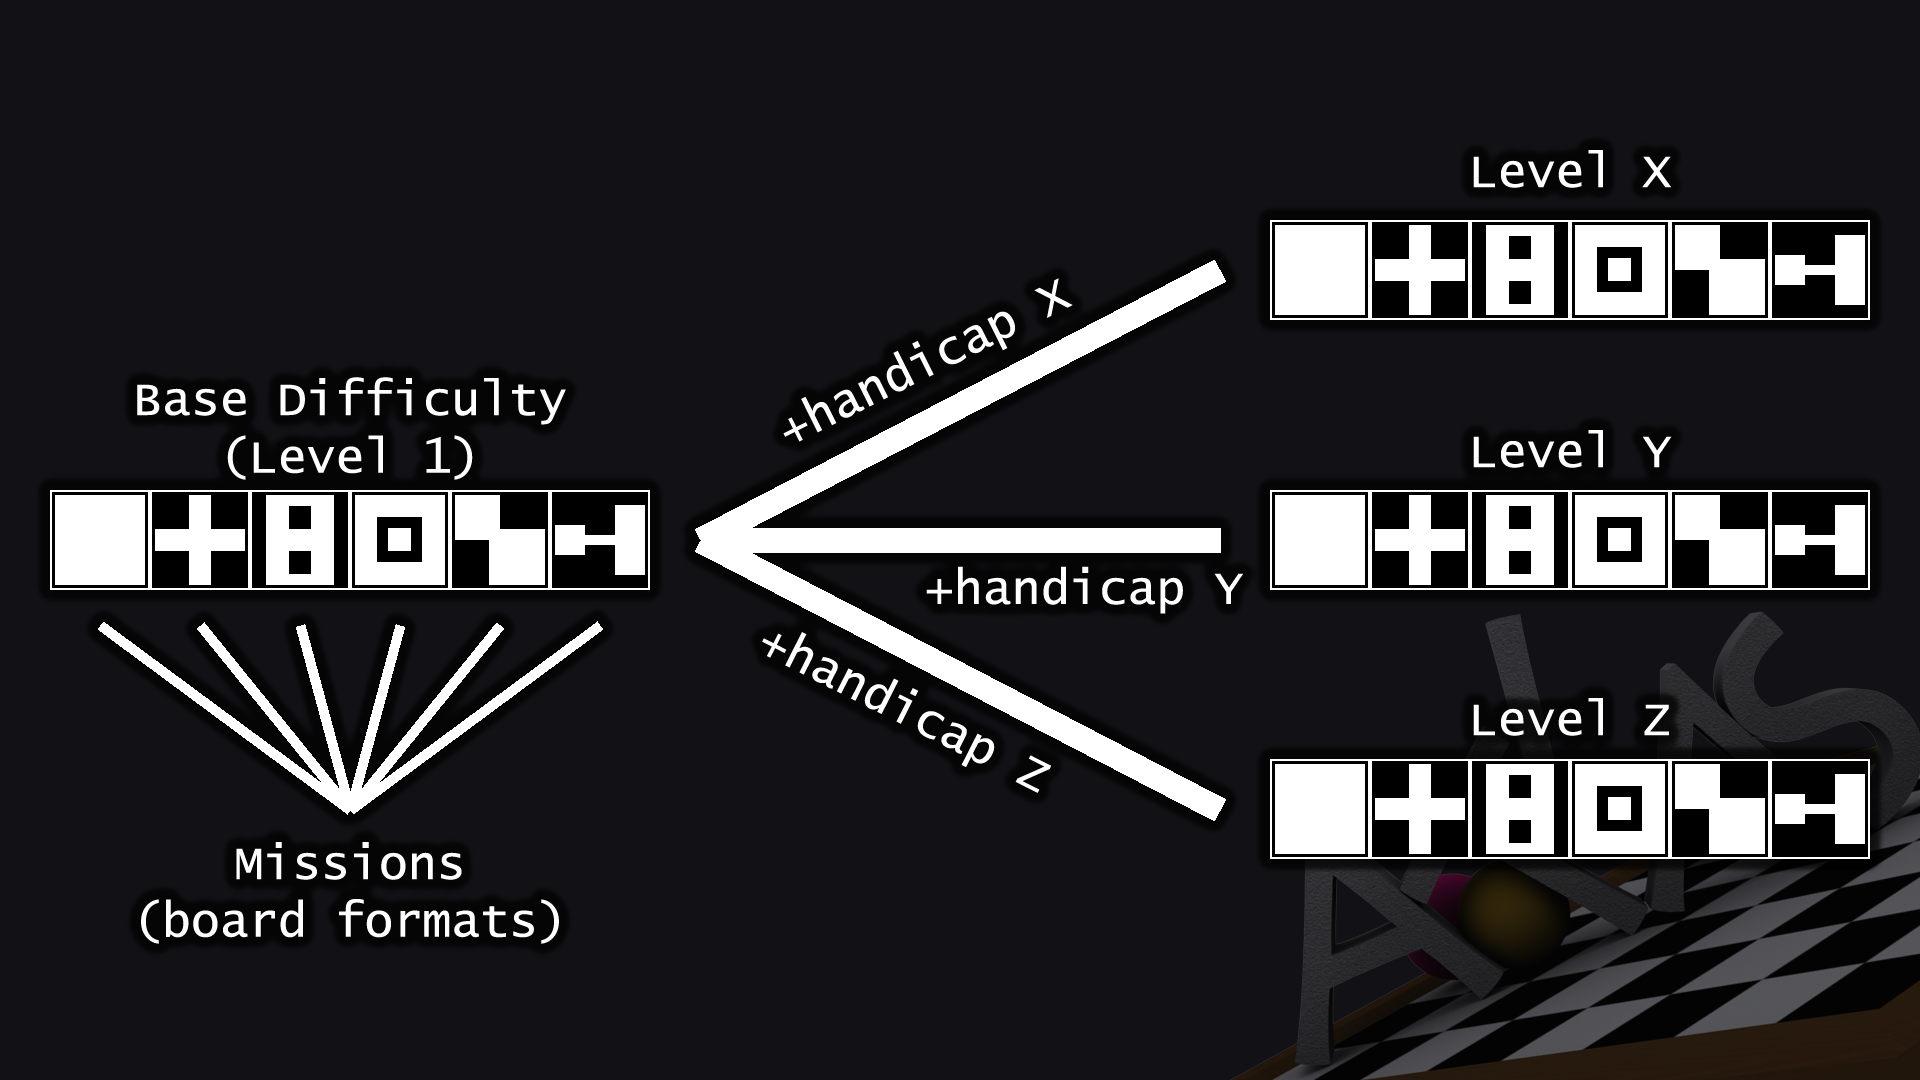 Base Difficulty
(Level 1)
Missions
(board formats)
+handicap X
+handicap Y
+handicap Z
Level X
Level Y
Level Z